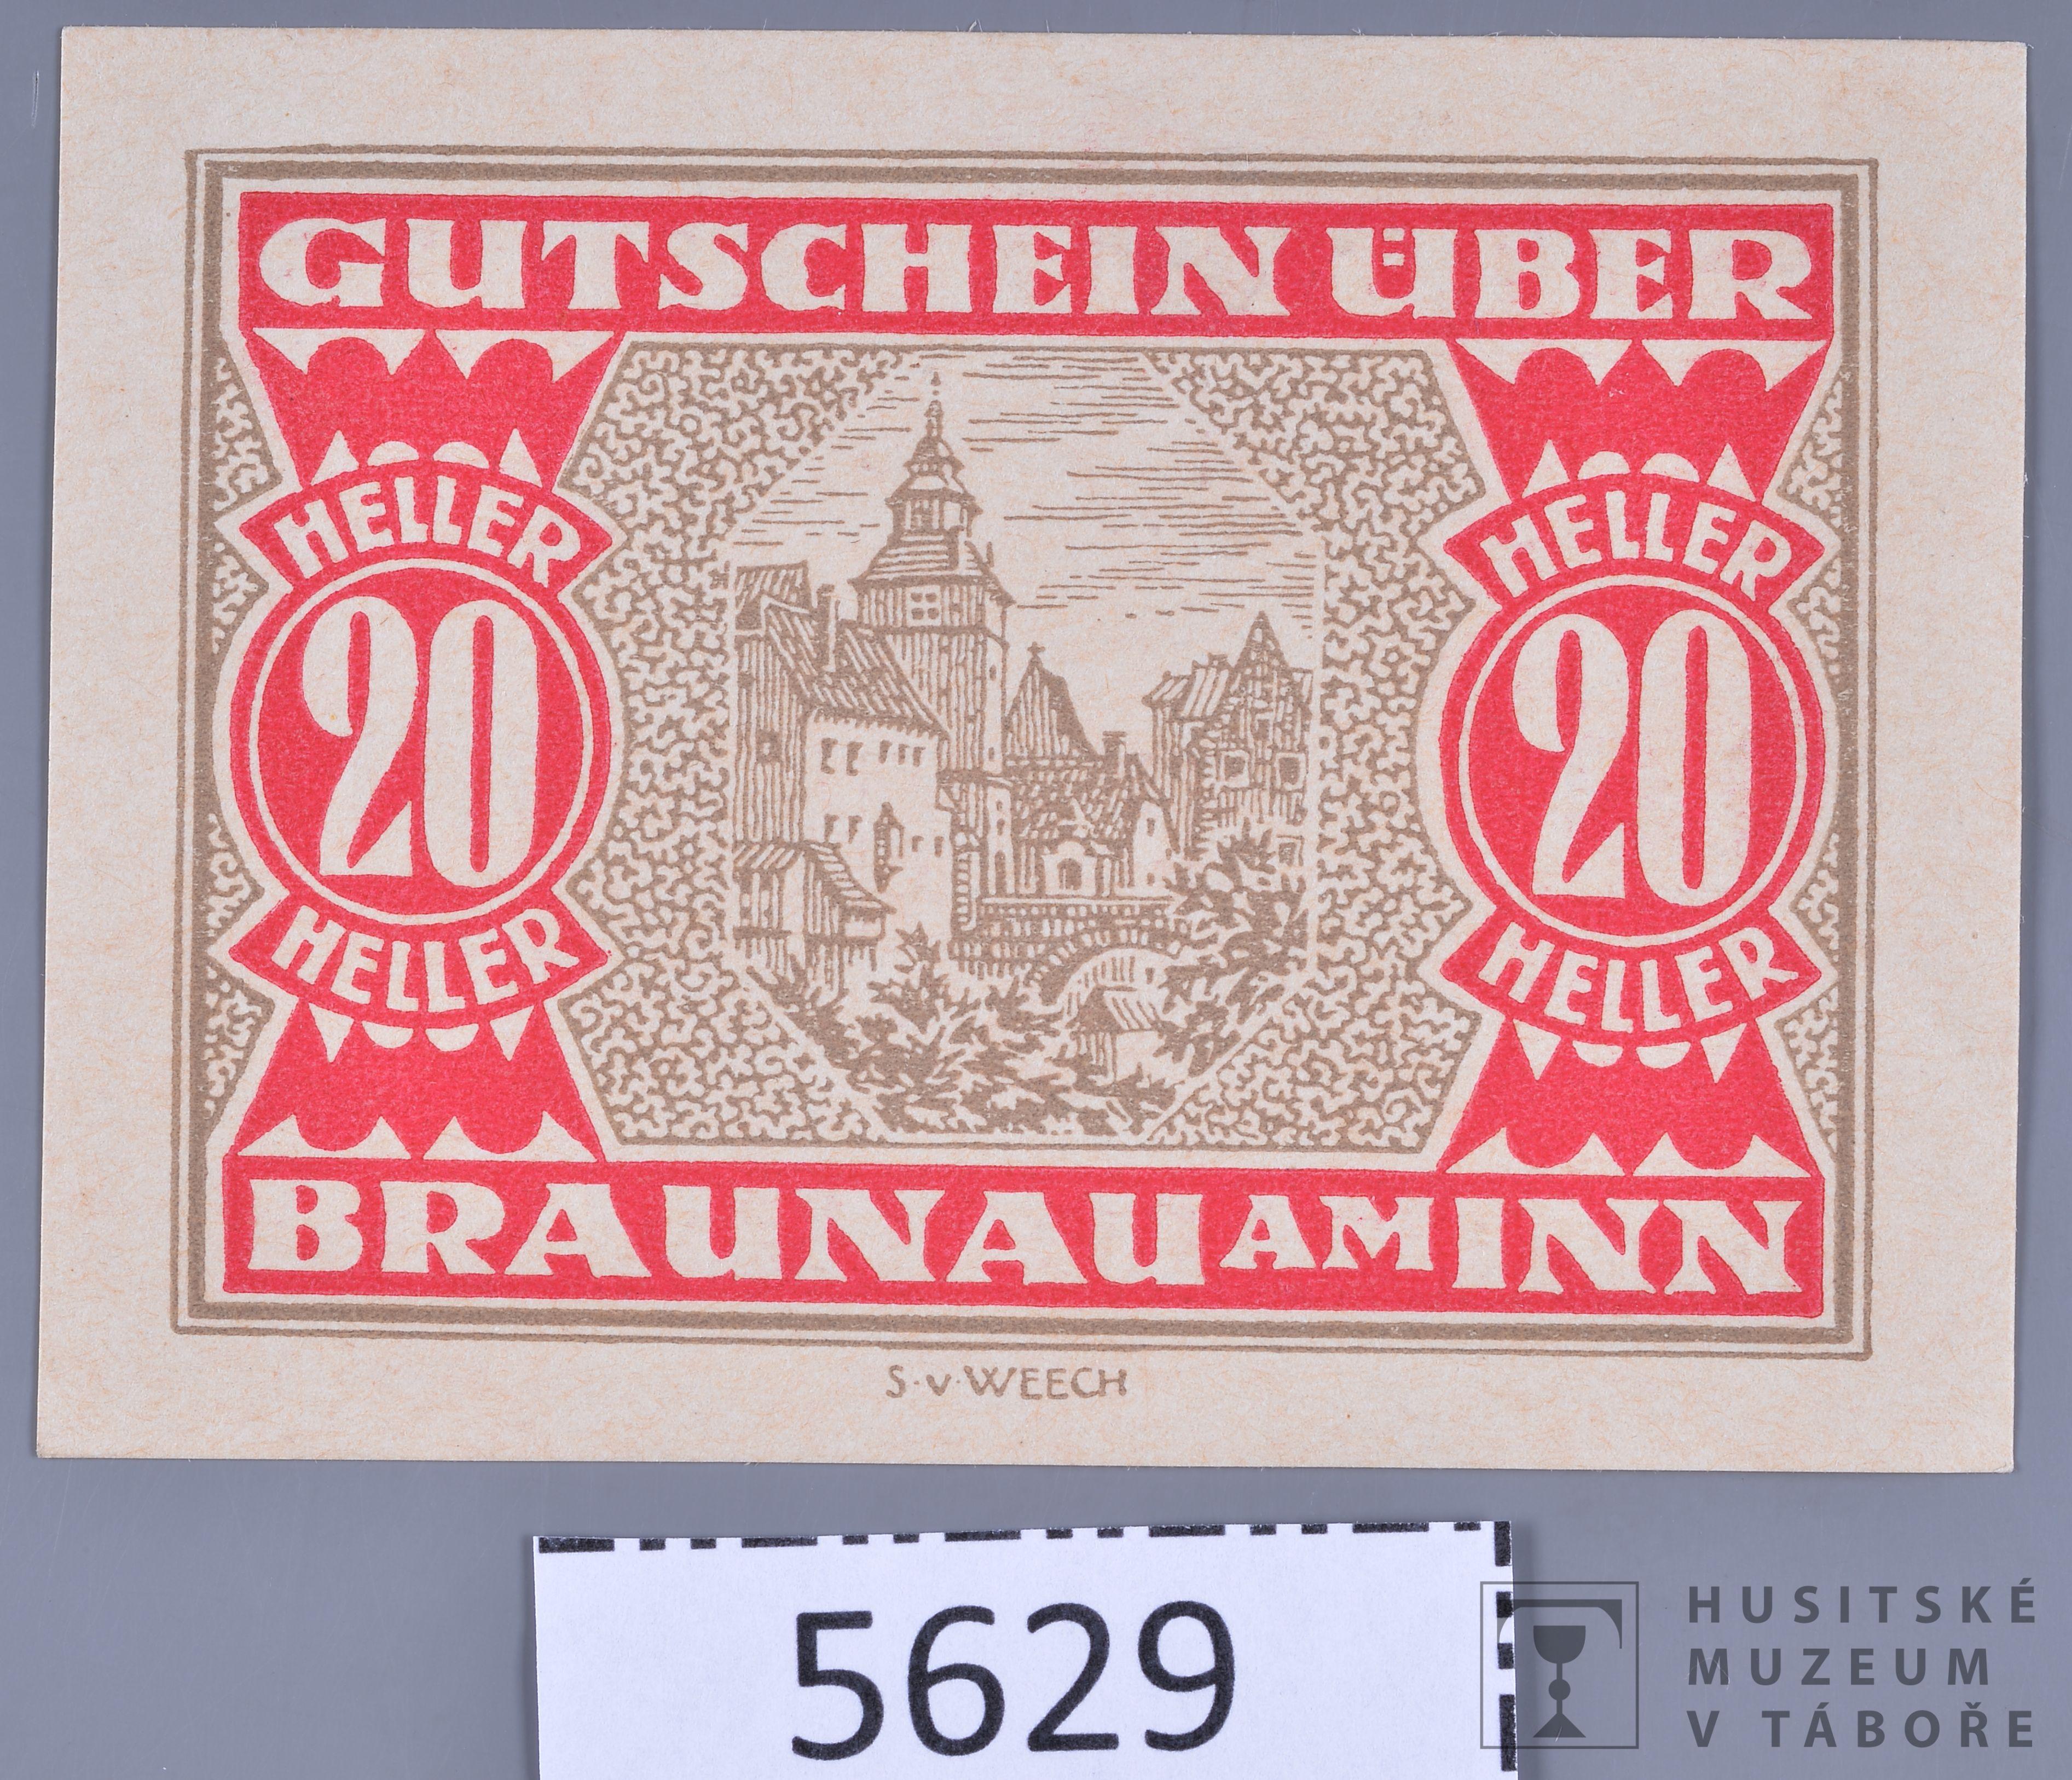 GUTSCHEIN ÜBER
HELLER
20
HELLER
HELLER
20
HELLER
BRAUNAU AM INN
S·v·WEECH
5629
HUSITSKÉ
MUZEUM
V TÁBOŘE